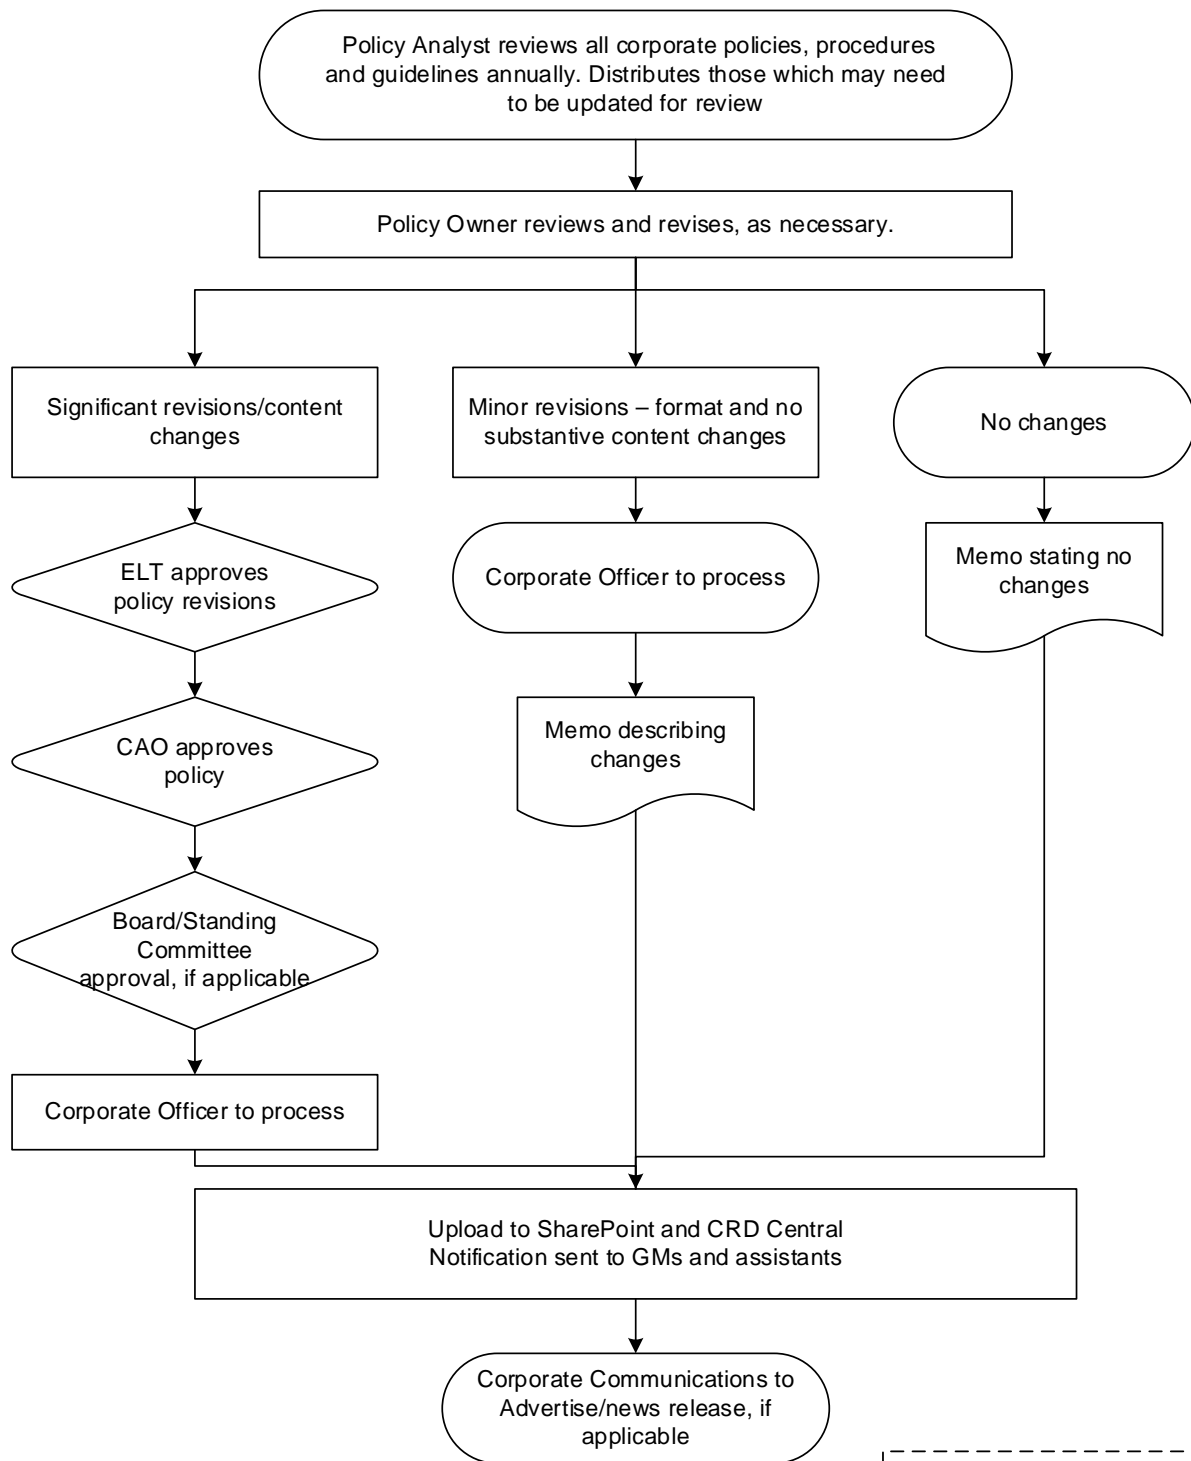 Policy Analyst reviews all corporate policies, procedures
and guidelines annually. Distributes those which may need
to be updated for review
Policy Owner reviews and revises, as necessary.
Significant revisions/content
changes
Minor revisions – format and no
substantive content changes
No changes
ELT approves
policy revisions
Corporate Officer to process
Memo stating no
changes
CAO approves
policy
Memo describing
changes
Board/Standing
Committee
approval, if applicable
Corporate Officer to process
Upload to SharePoint and CRD Central
Notification sent to GMs and assistants
Corporate Communications to
Advertise/news release, if
applicable